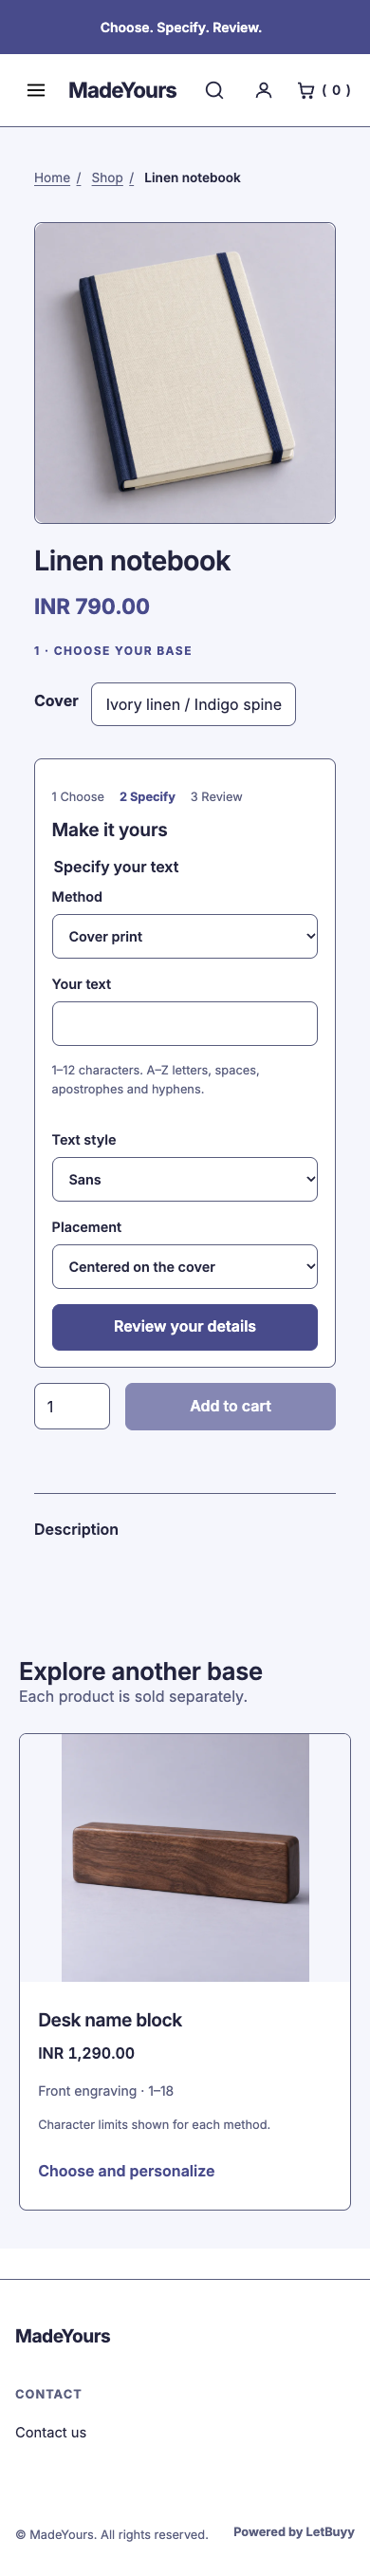 Choose. Specify. Review.
MadeYours
( 0 )
Home / Shop / Linen notebook
Linen notebook
INR 790.00
1 · CHOOSE YOUR BASE
Cover
Ivory linen / Indigo spine
1 Choose 2 Specify 3 Review
Make it yours
Specify your text
Method
Cover print
Your text
1–12 characters. A–Z letters, spaces,
apostrophes and hyphens.
Text style
Sans
Placement
Centered on the cover
Review your details
1
Add to cart
Description
Explore another base
Each product is sold separately.
Desk name block
INR 1,290.00
Front engraving · 1–18
Character limits shown for each method.
Choose and personalize
MadeYours
CONTACT
Contact us
© MadeYours. All rights reserved.
Powered by LetBuyy